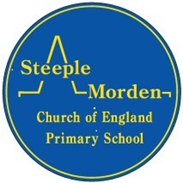 Steeple
Morden
Church of England
Primary School